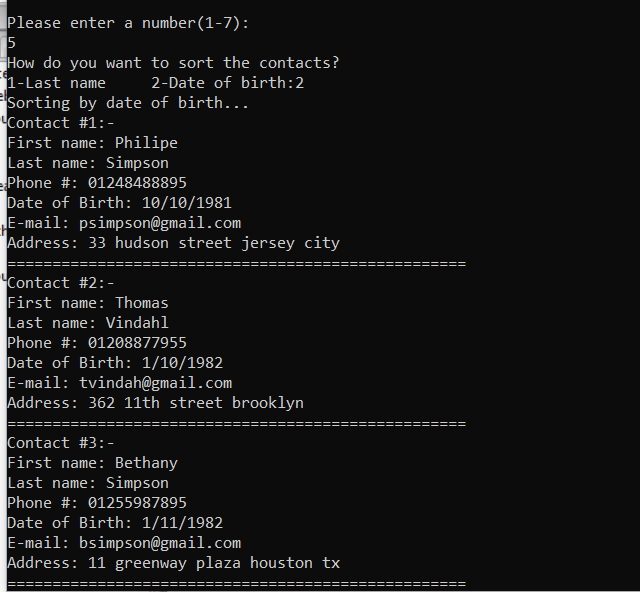 Please enter a number(1-7):
5
How do you want to sort the contacts?
1-Last name     2-Date of birth:2
Sorting by date of birth...
Contact #1:-
First name: Philipe
Last name: Simpson
Phone #: 01248488895
Date of Birth: 10/10/1981
E-mail: psimpson@gmail.com
Address: 33 hudson street jersey city
===================================================
Contact #2:-
First name: Thomas
Last name: Vindahl
Phone #: 01208877955
Date of Birth: 1/10/1982
E-mail: tvindah@gmail.com
Address: 362 11th street brooklyn
===================================================
Contact #3:-
First name: Bethany
Last name: Simpson
Phone #: 01255987895
Date of Birth: 1/11/1982
E-mail: bsimpson@gmail.com
Address: 11 greenway plaza houston tx
===================================================